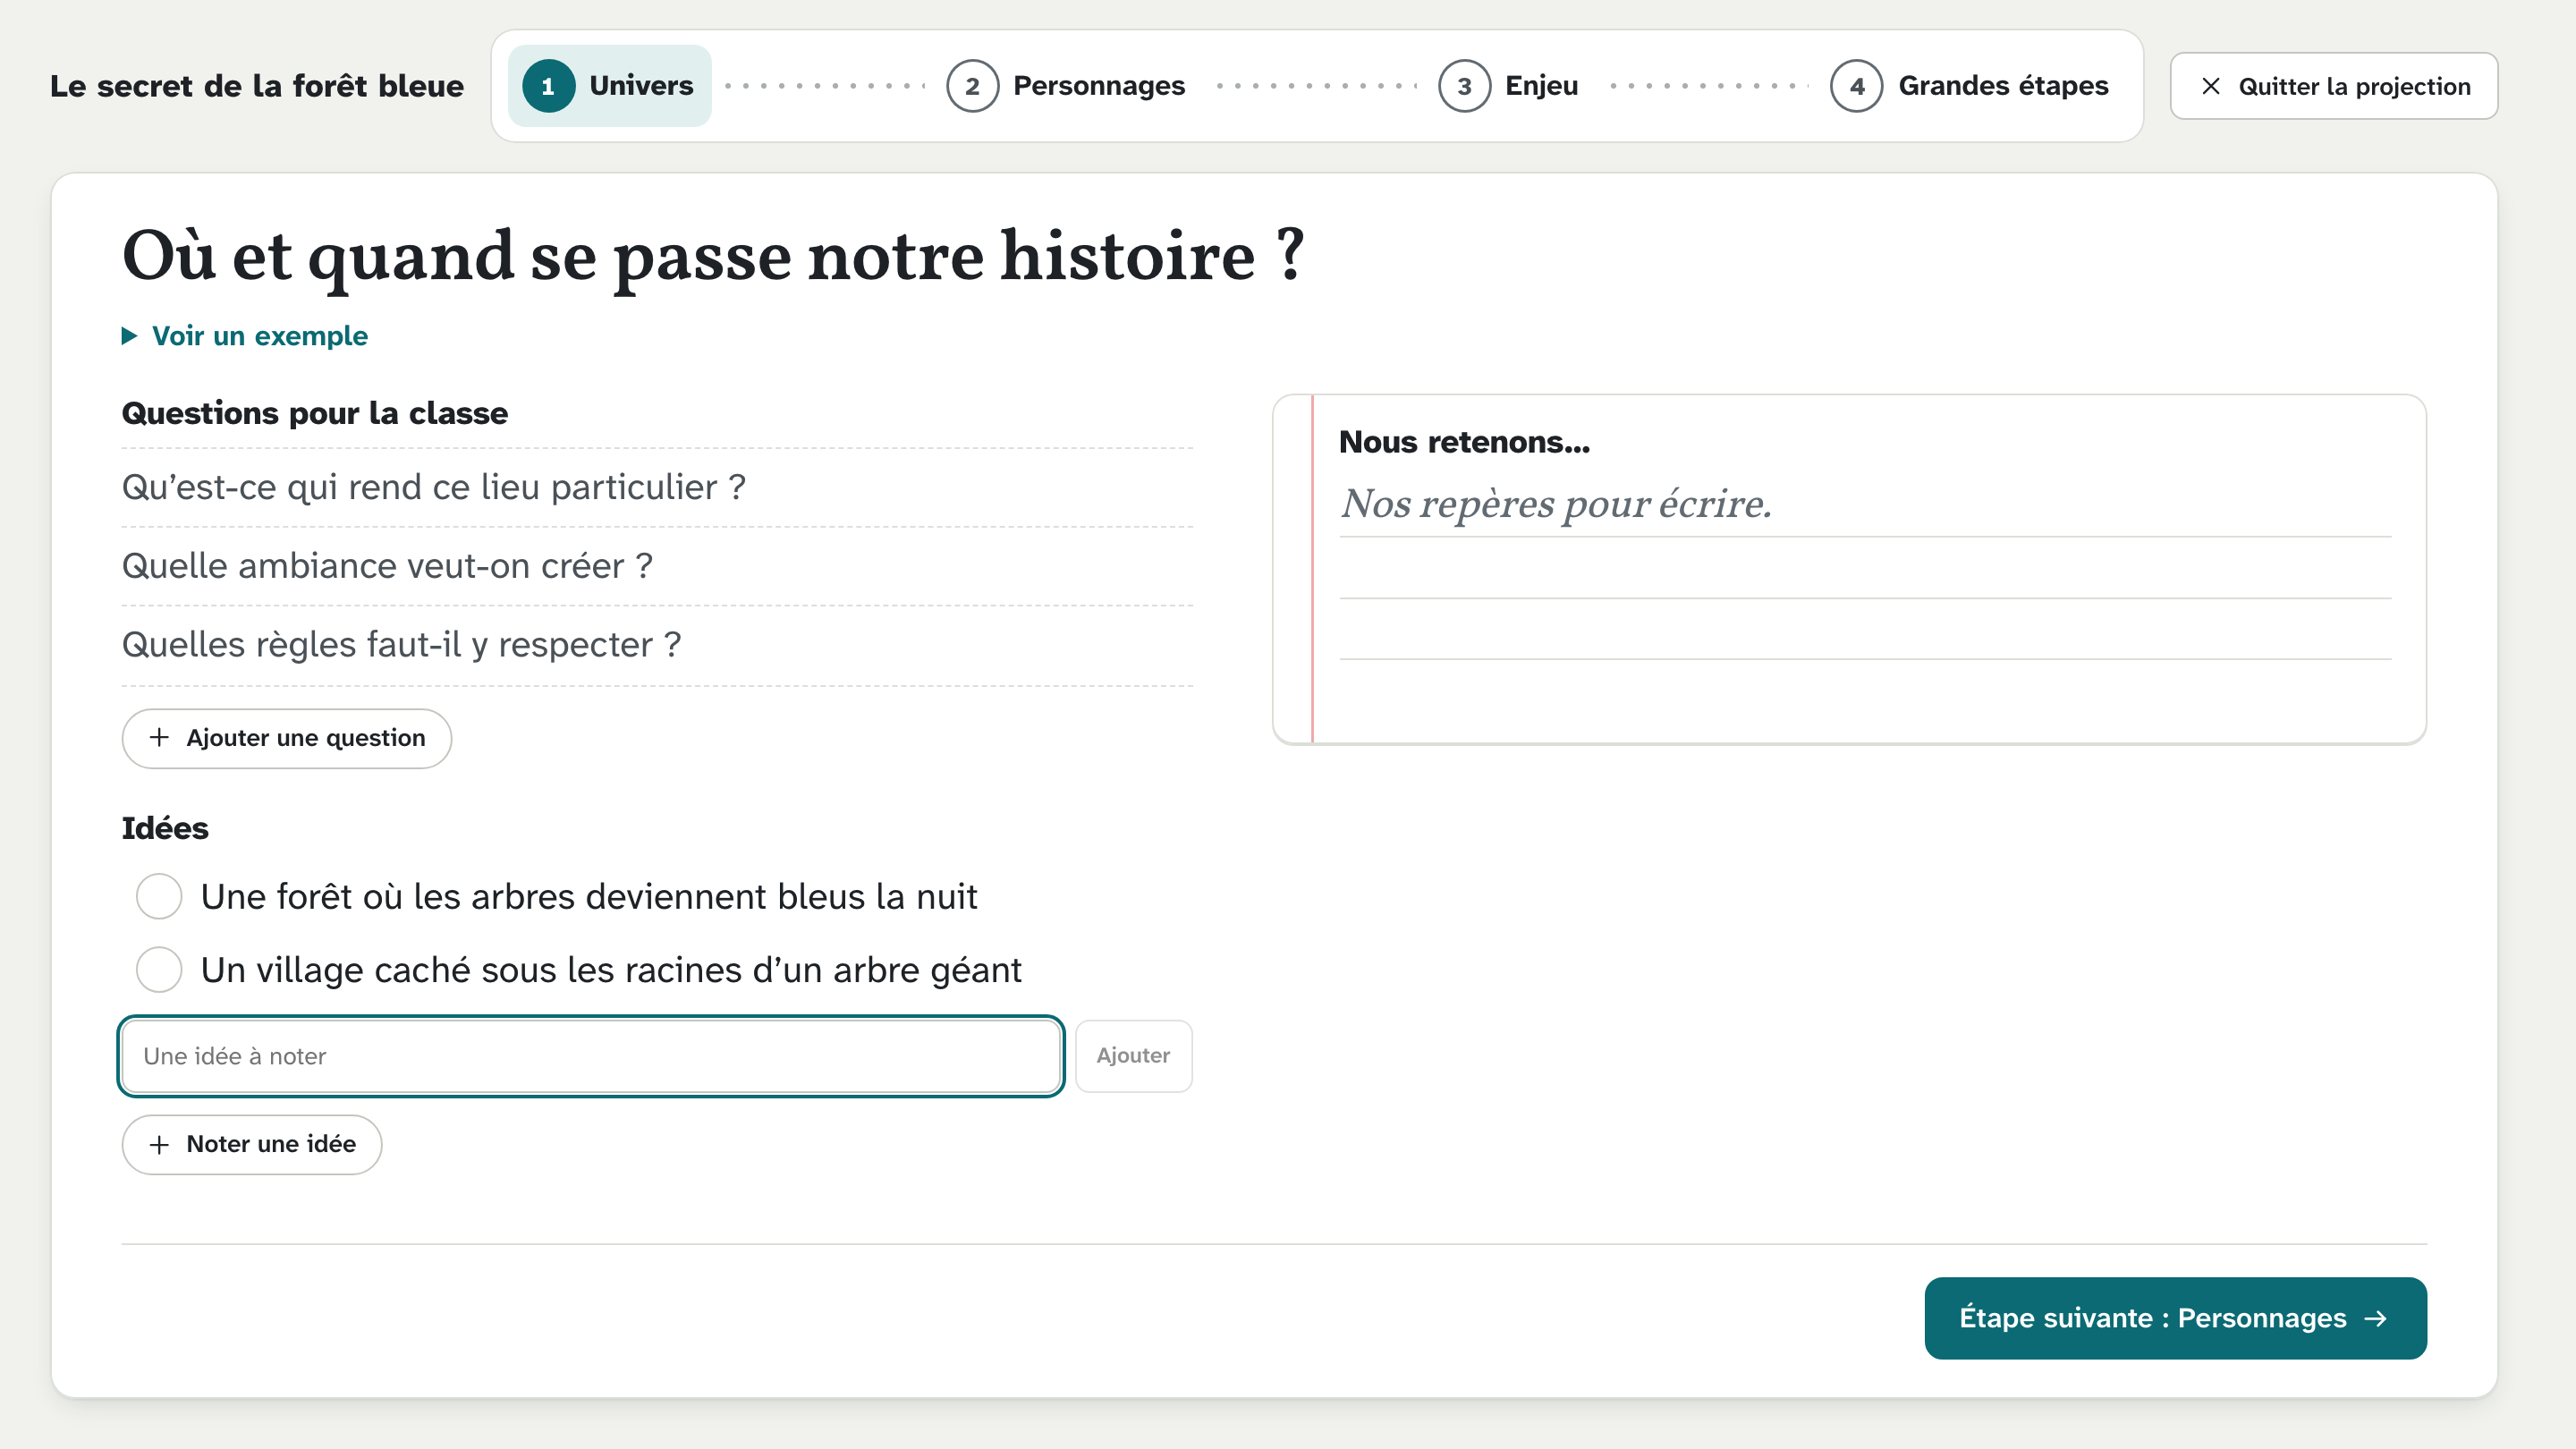 Le secret de la forêt bleue
1 Univers
2 Personnages
3 Enjeu
4 Grandes étapes
Quitter la projection
Où et quand se passe notre histoire ?
Voir un exemple
Questions pour la classe
Qu’est-ce qui rend ce lieu particulier ?
Quelle ambiance veut-on créer ?
Quelles règles faut-il y respecter ?
+ Ajouter une question
Nous retenons...
Nos repères pour écrire.
Idées
Une forêt où les arbres deviennent bleus la nuit
Un village caché sous les racines d’un arbre géant
Une idée à noter
Ajouter
+ Noter une idée
Étape suivante : Personnages →